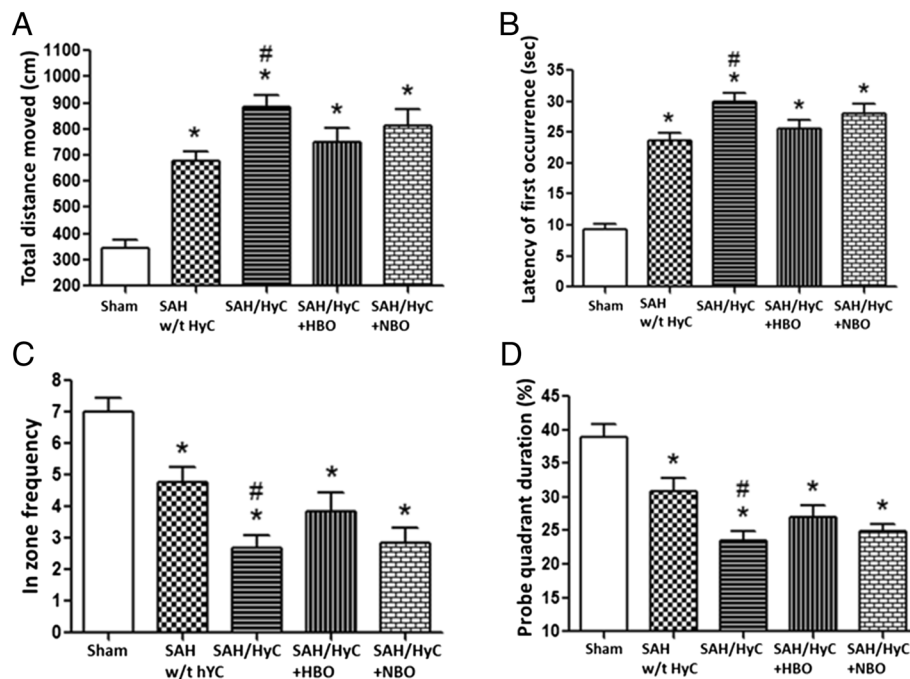 A
Total distance moved (cm)
1100
1000
900
800
700
600
500
400
300
200
*
#
*
*
*
Sham
SAH
w/t HyC
SAH/HyC
SAH/HyC
+HBO
SAH/HyC
+NBO
B
Latency of first occurrence (sec)
35
30
25
20
15
10
5
0
*
#
*
*
*
Sham
SAH
w/t HyC
SAH/HyC
SAH/HyC
+HBO
SAH/HyC
+NBO
C
In zone frequency
8
7
6
5
4
3
2
1
0
*
#
*
*
*
Sham
SAH
w/t hYC
SAH/HyC
SAH/HyC
+HBO
SAH/HyC
+NBO
D
Probe quadrant duration (%)
45
40
35
30
25
20
15
10
*
#
*
*
*
Sham
SAH
w/t HyC
SAH/HyC
SAH/HyC
+HBO
SAH/HyC
+NBO